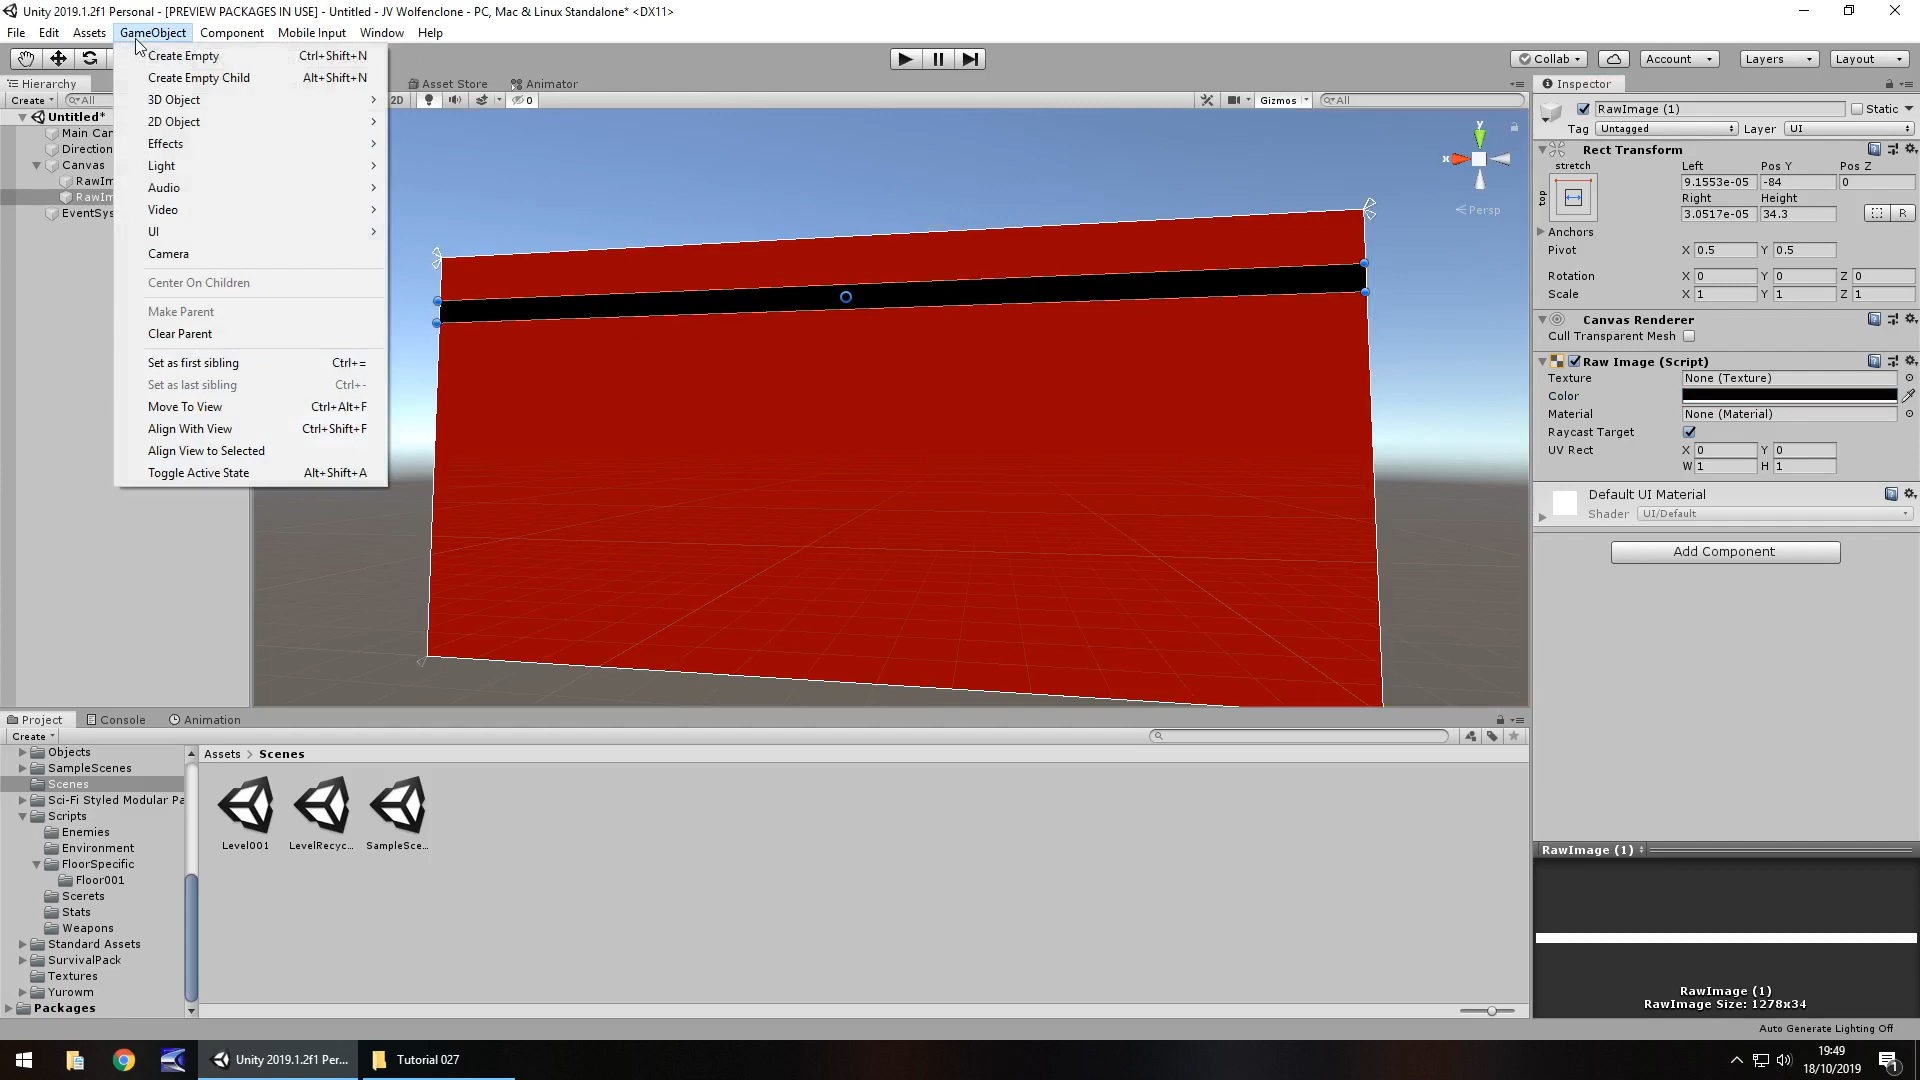 Unity 2019.1.2f1 Personal - [PREVIEW PACKAGES IN USE] - Untitled - JV Wolfenclone - PC, Mac & Linux Standalone* <DX11>
File Edit Assets GameObject Component Mobile Input Window Help
Collab Account Layers Layout
Create Empty Ctrl+Shift+N
Create Empty Child Alt+Shift+N
3D Object
2D Object
Effects
Light
Audio
Video
UI
Camera
Center On Children
Make Parent
Clear Parent
Set as first sibling Ctrl+=
Set as last sibling Ctrl+-
Move To View Ctrl+Alt+F
Align With View Ctrl+Shift+F
Align View to Selected
Toggle Active State Alt+Shift+A
Hierarchy
Create All
Untitled*
Main Can
Direction
Canvas
RawIm
RawIm
EventSys
Asset Store Animator
2D 0 Gizmos All
y
x
Persp
Inspector
RawImage (1) Static
Tag Untagged Layer UI
Rect Transform
stretch Left Pos Y Pos Z
top 9.1553e-05 -84 0
Right Height
3.0517e-05 34.3 R
Anchors
Pivot X 0.5 Y 0.5
Rotation X 0 Y 0 Z 0
Scale X 1 Y 1 Z 1
Canvas Renderer
Cull Transparent Mesh
Raw Image (Script)
Texture None (Texture)
Color
Material None (Material)
Raycast Target
UV Rect X 0 Y 0
W 1 H 1
Default UI Material
Shader UI/Default
Add Component
RawImage (1)
RawImage (1)
RawImage Size: 1278x34
Auto Generate Lighting Off
Project Console Animation
Create
Objects
SampleScenes
Scenes
Sci-Fi Styled Modular Pa
Scripts
Enemies
Environment
FloorSpecific
Floor001
Scerets
Stats
Weapons
Standard Assets
SurvivalPack
Textures
Yurowm
Packages
Assets > Scenes
Level001 LevelRecyc... SampleSce...
Unity 2019.1.2f1 Per... Tutorial 027
19:49
18/10/2019
1